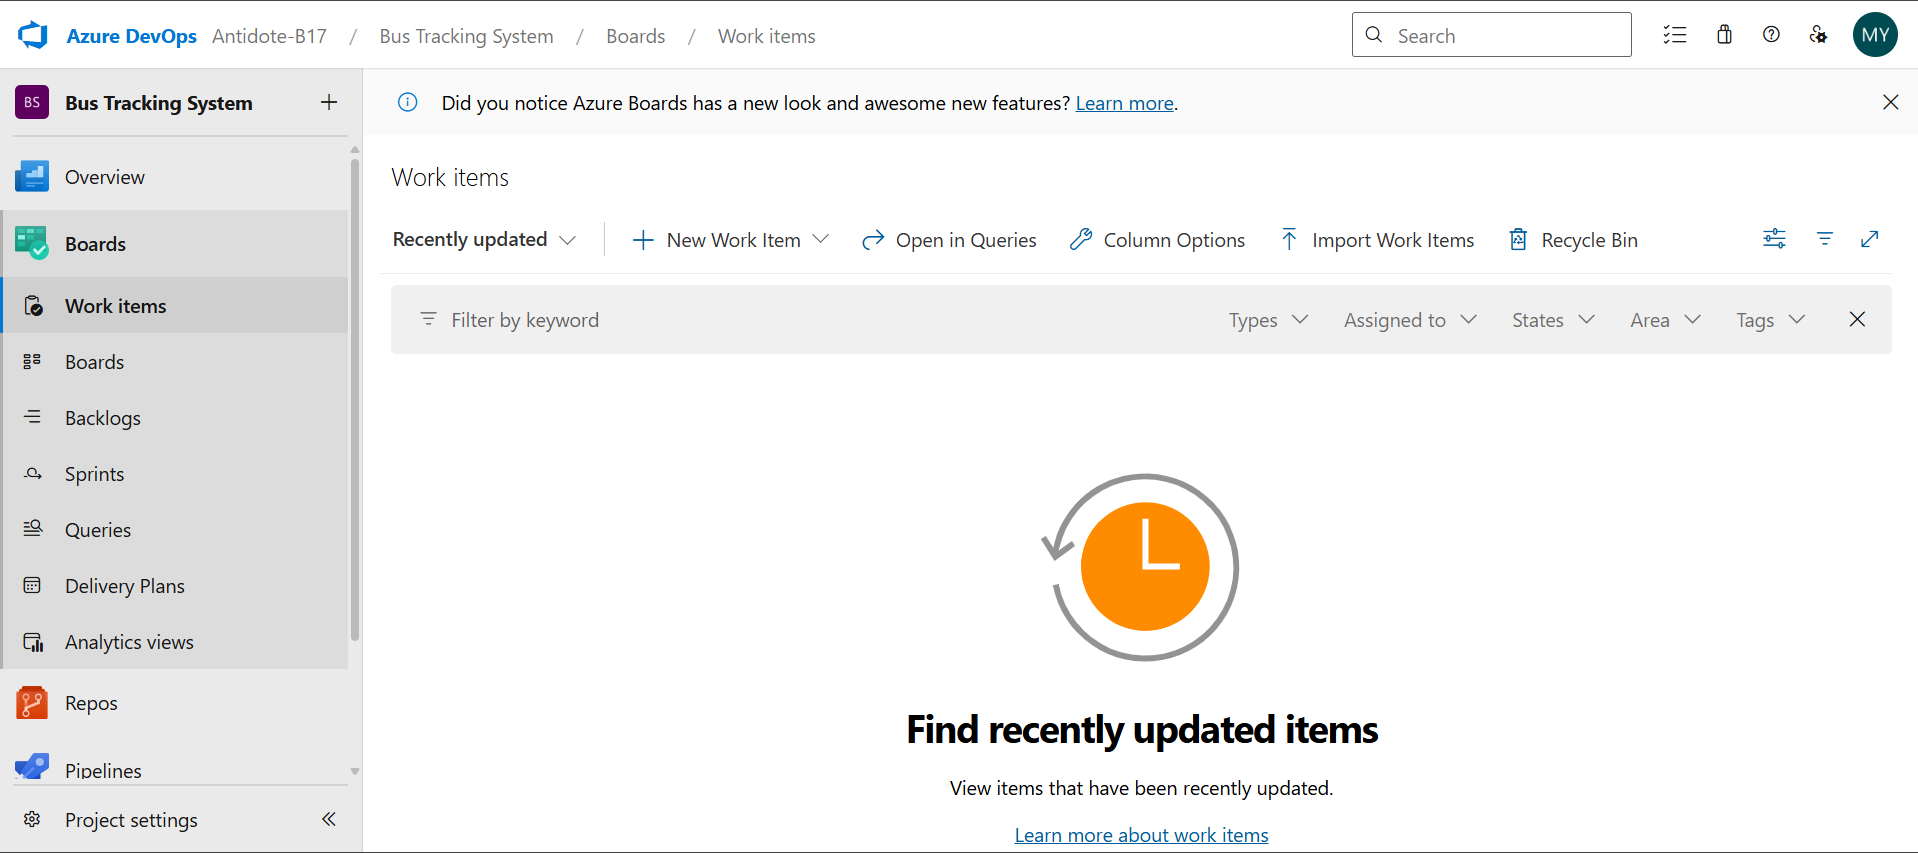 Azure DevOps Antidote-B17 / Bus Tracking System / Boards / Work items Search MY
BS Bus Tracking System
Did you notice Azure Boards has a new look and awesome new features? Learn more.
Overview
Boards
Work items
Boards
Backlogs
Sprints
Queries
Delivery Plans
Analytics views
Repos
Pipelines
Project settings
Work items
Recently updated New Work Item Open in Queries Column Options Import Work Items Recycle Bin
Filter by keyword Types Assigned to States Area Tags
Find recently updated items
View items that have been recently updated.
Learn more about work items